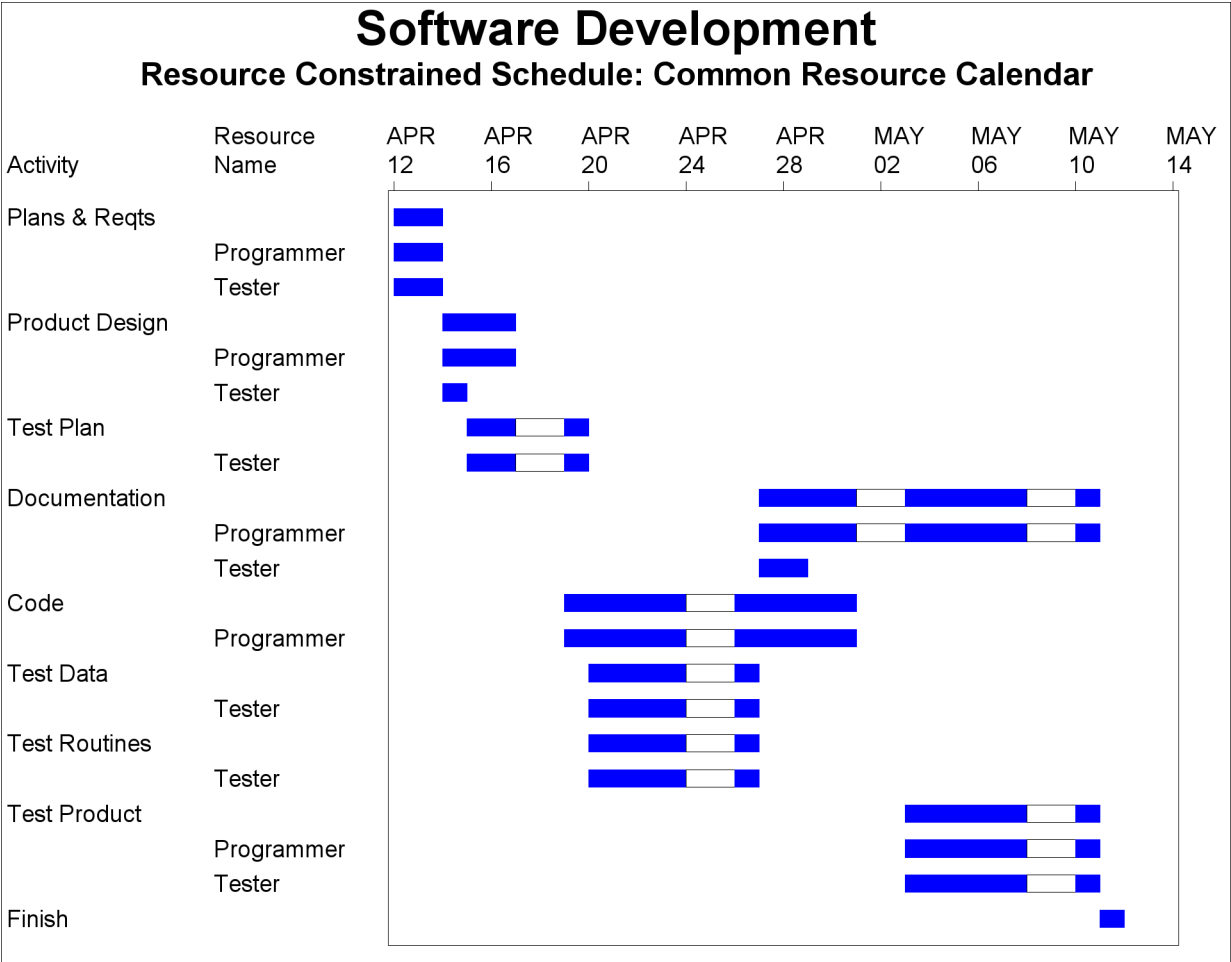 Software Development
Resource Constrained Schedule: Common Resource Calendar
Resource APR APR APR APR APR MAY MAY MAY MAY
Activity Name 12 16 20 24 28 02 06 10 14
Plans & Reqts
Programmer
Tester
Product Design
Programmer
Tester
Test Plan
Tester
Documentation
Programmer
Tester
Code
Programmer
Test Data
Tester
Test Routines
Tester
Test Product
Programmer
Tester
Finish